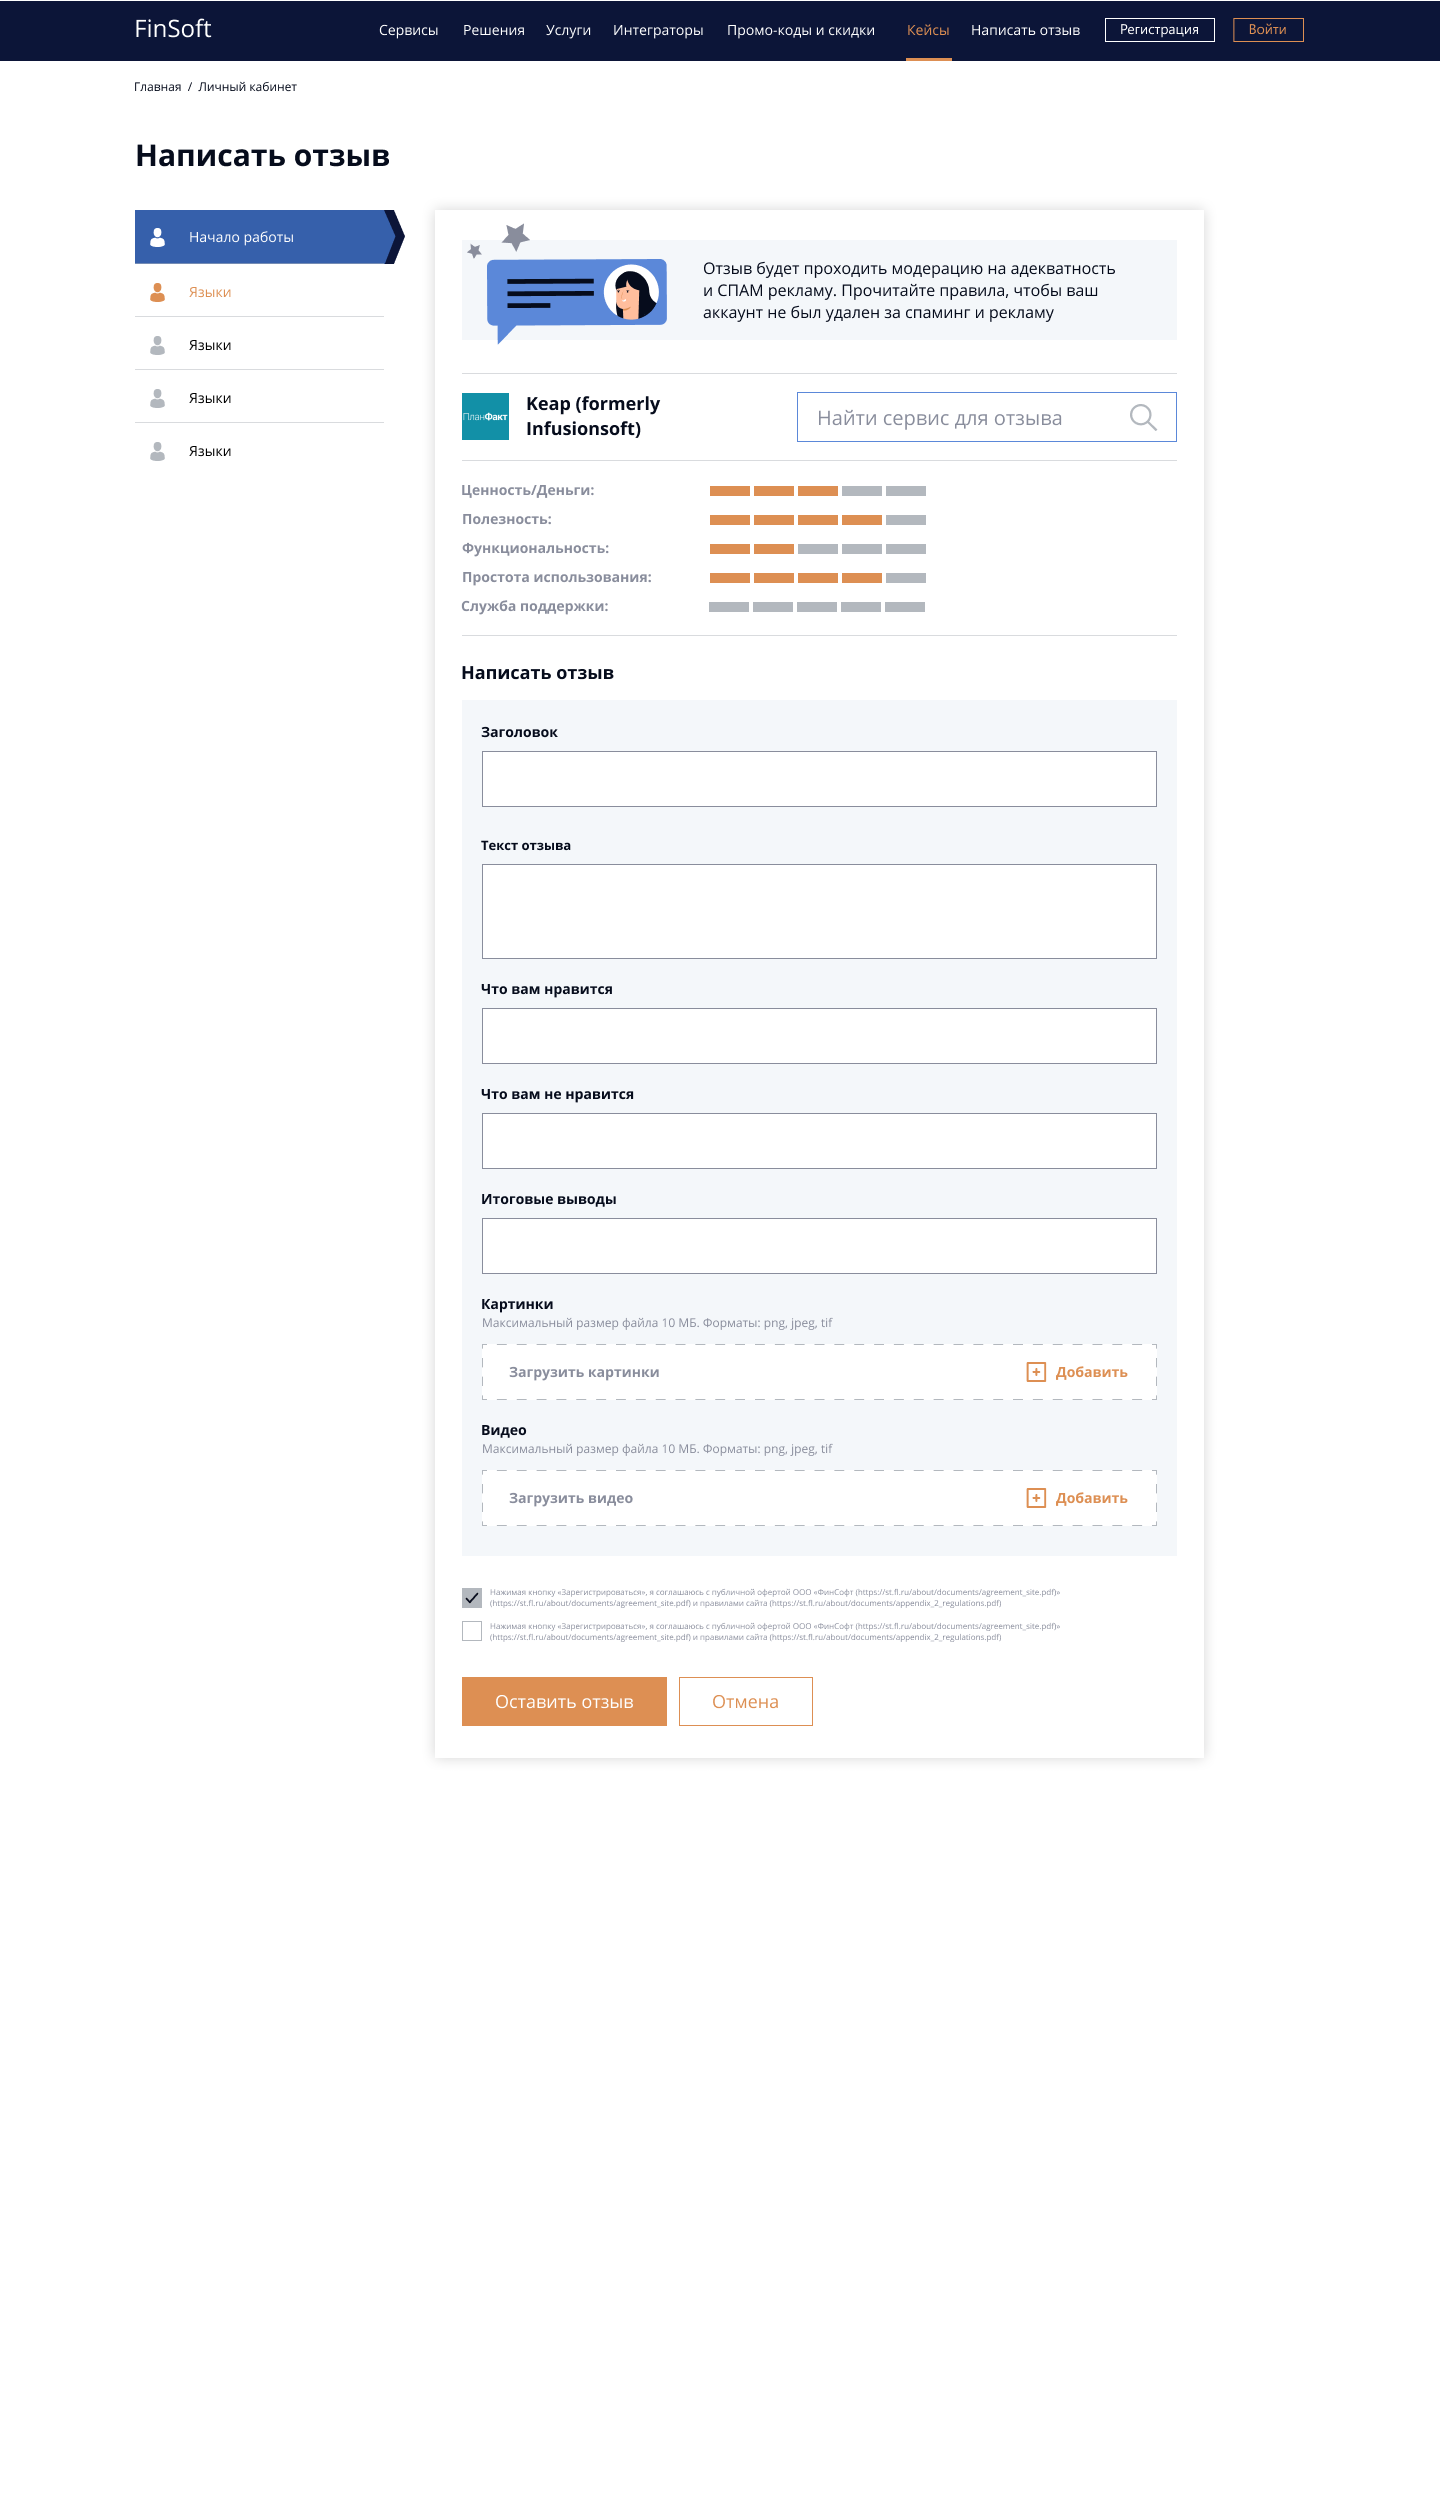 FinSoft
Сервисы
Решения
Услуги
Интеграторы
Промо-коды и скидки
Кейсы
Написать отзыв
Регистрация
Войти
Главная / Личный кабинет
Написать отзыв
Начало работы
Языки
Языки
Языки
Языки
Отзыв будет проходить модерацию на адекватность
и СПАМ рекламу. Прочитайте правила, чтобы ваш
аккаунт не был удален за спаминг и рекламу
ПланФакт
Keap (formerly
Infusionsoft)
Найти сервис для отзыва
Ценность/Деньги:
Полезность:
Функциональность:
Простота использования:
Служба поддержки:
Написать отзыв
Заголовок
Текст отзыва
Что вам нравится
Что вам не нравится
Итоговые выводы
Картинки
Максимальный размер файла 10 МБ. Форматы: png, jpeg, tif
Загрузить картинки
Добавить
Видео
Максимальный размер файла 10 МБ. Форматы: png, jpeg, tif
Загрузить видео
Добавить
Нажимая кнопку «Зарегистрироваться», я соглашаюсь с публичной офертой ООО «ФинСофт (https://st.fl.ru/about/documents/agreement_site.pdf)»
(https://st.fl.ru/about/documents/agreement_site.pdf) и правилами сайта (https://st.fl.ru/about/documents/appendix_2_regulations.pdf)
Нажимая кнопку «Зарегистрироваться», я соглашаюсь с публичной офертой ООО «ФинСофт (https://st.fl.ru/about/documents/agreement_site.pdf)»
(https://st.fl.ru/about/documents/agreement_site.pdf) и правилами сайта (https://st.fl.ru/about/documents/appendix_2_regulations.pdf)
Оставить отзыв
Отмена